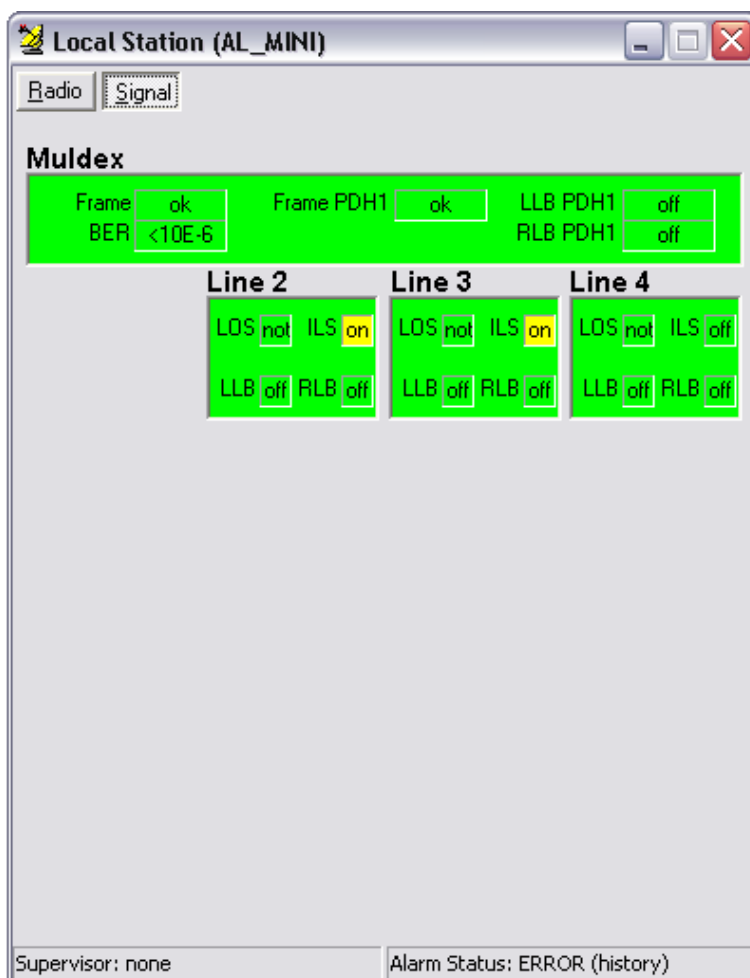 Local Station (AL_MINI)
Radio Signal
Muldex
Frame ok Frame PDH1 ok LLB PDH1 off
BER <10E-6 RLB PDH1 off
Line 2 Line 3 Line 4
LOS not ILS on LOS not ILS on LOS not ILS off
LLB off RLB off LLB off RLB off LLB off RLB off
Supervisor: none Alarm Status: ERROR (history)